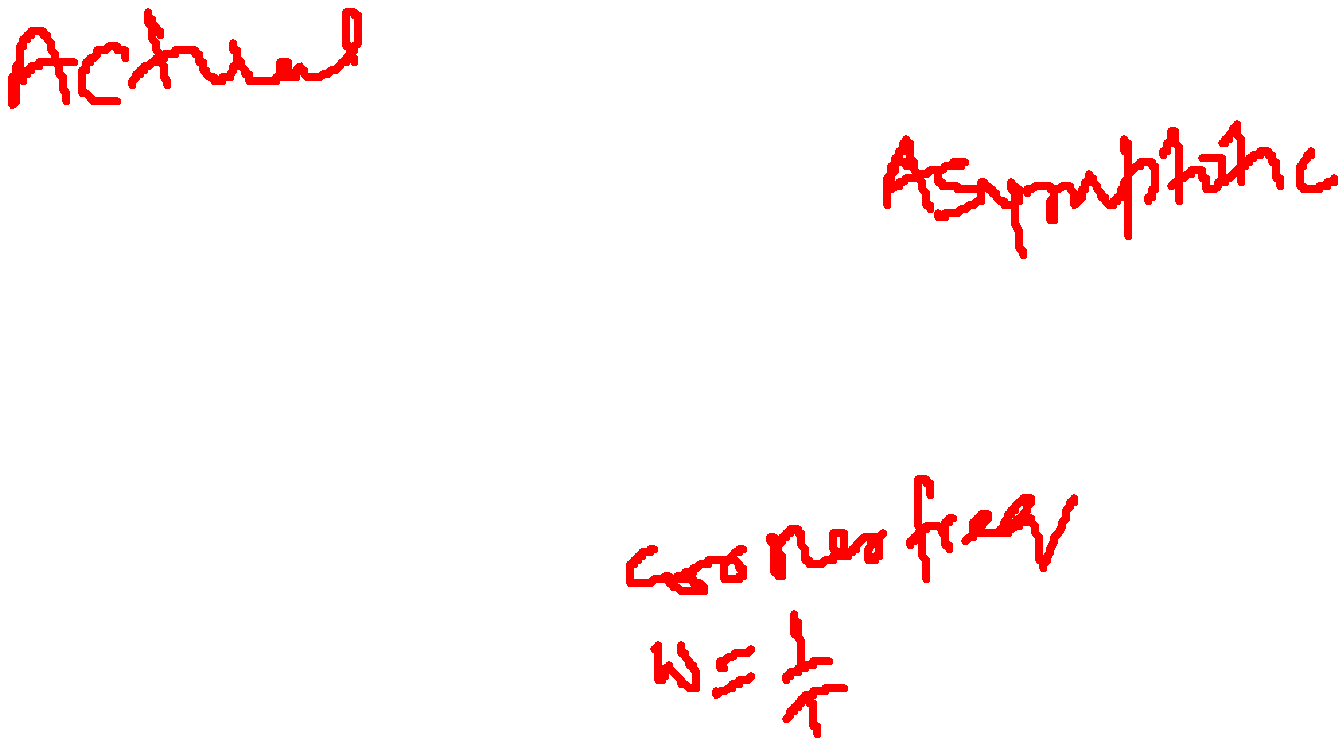 Actual
Asymptotic
corner freq
W = 1/T